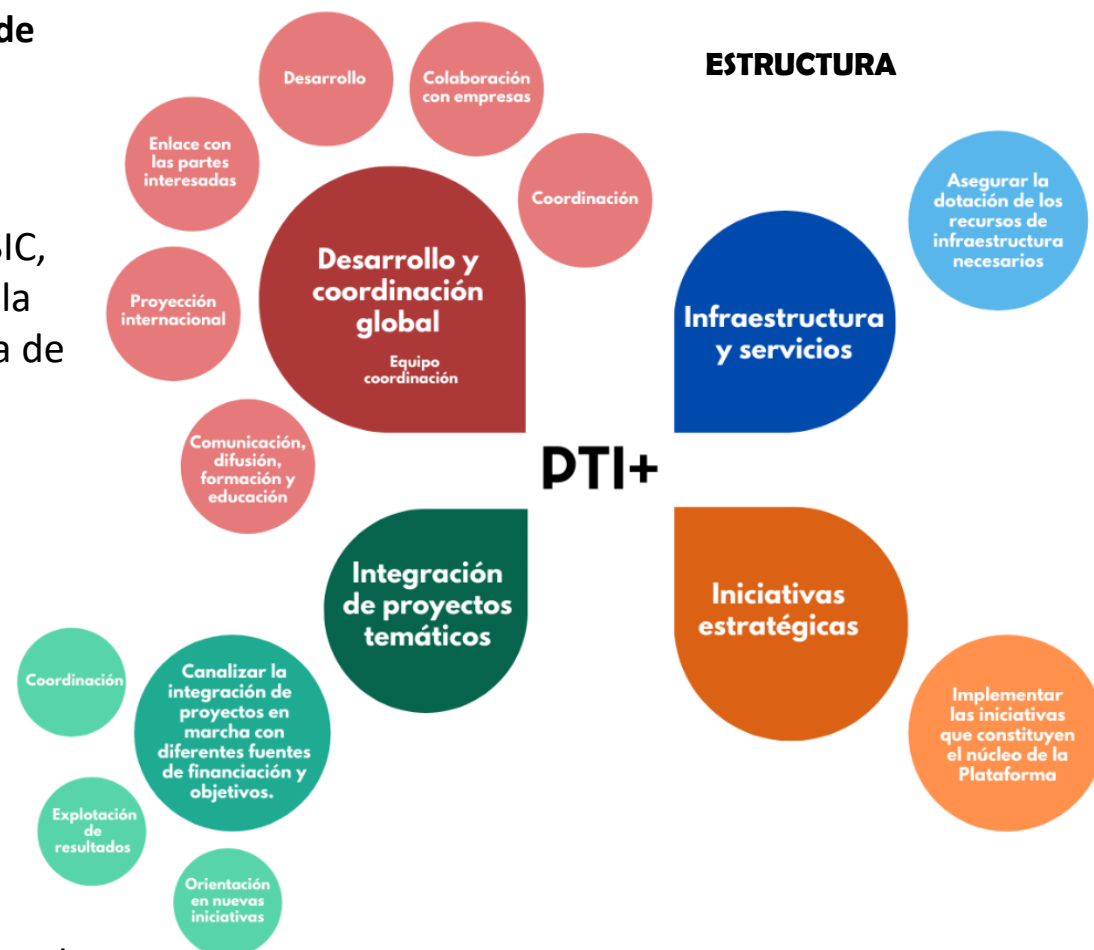 de
SIC,
la
a de
ESTRUCTURA
Desarrollo
Colaboración
con empresas
Enlace con
las partes
interesadas
Coordinación
Proyección
internacional
Desarrollo y
coordinación
global
Equipo
coordinación
Comunicación,
difusión,
formación y
educación
Asegurar la
dotación de los
recursos de
infraestructura
necesarios
Infraestructura
y servicios
PTI+
Integración
de proyectos
temáticos
Coordinación
Canalizar la
integración de
proyectos en
marcha con
diferentes fuentes
de financiación y
objetivos.
Explotación
de
resultados
Orientación
en nuevas
iniciativas
Iniciativas
estratégicas
Implementar
las iniciativas
que constituyen
el núcleo de la
Plataforma